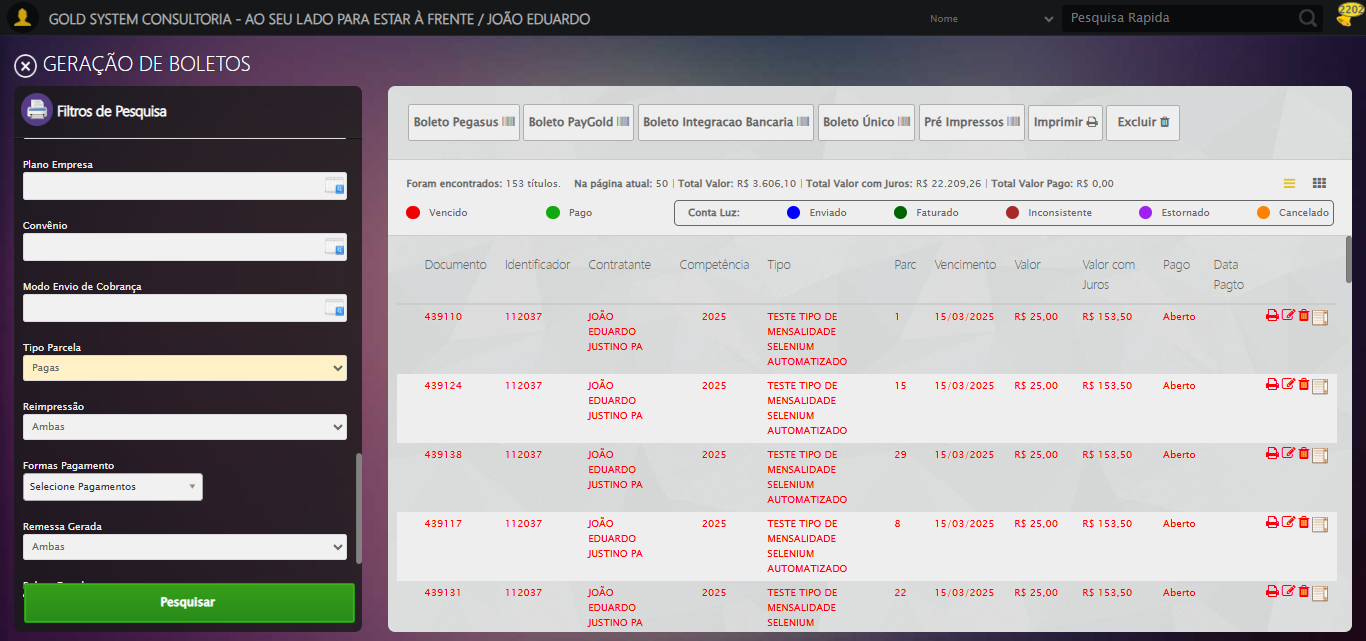 GOLD SYSTEM CONSULTORIA - AO SEU LADO PARA ESTAR À FRENTE / JOÃO EDUARDO
Nome
Pesquisa Rapida
2202
GERAÇÃO DE BOLETOS
Filtros de Pesquisa
Plano Empresa
Convênio
Modo Envio de Cobrança
Tipo Parcela
Pagas
Reimpressão
Ambas
Formas Pagamento
Selecione Pagamentos
Remessa Gerada
Ambas
Pesquisar
Boleto Pegasus
Boleto PayGold
Boleto Integracao Bancaria
Boleto Único
Pré Impressos
Imprimir
Excluir
Foram encontrados: 153 títulos. Na página atual: 50 | Total Valor: R$ 3.606,10 | Total Valor com Juros: R$ 22.209,26 | Total Valor Pago: R$ 0,00
Vencido
Pago
Conta Luz:
Enviado
Faturado
Inconsistente
Estornado
Cancelado
Documento Identificador Contratante Competência Tipo Parc Vencimento Valor Valor com Pago Data
Juros Pagto
439110 112037 JOÃO 2025 TESTE TIPO DE 1 15/03/2025 R$ 25,00 R$ 153,50 Aberto
EDUARDO MENSALIDADE
JUSTINO PA SELENIUM
AUTOMATIZADO
439124 112037 JOÃO 2025 TESTE TIPO DE 15 15/03/2025 R$ 25,00 R$ 153,50 Aberto
EDUARDO MENSALIDADE
JUSTINO PA SELENIUM
AUTOMATIZADO
439138 112037 JOÃO 2025 TESTE TIPO DE 29 15/03/2025 R$ 25,00 R$ 153,50 Aberto
EDUARDO MENSALIDADE
JUSTINO PA SELENIUM
AUTOMATIZADO
439117 112037 JOÃO 2025 TESTE TIPO DE 8 15/03/2025 R$ 25,00 R$ 153,50 Aberto
EDUARDO MENSALIDADE
JUSTINO PA SELENIUM
AUTOMATIZADO
439131 112037 JOÃO 2025 TESTE TIPO DE 22 15/03/2025 R$ 25,00 R$ 153,50 Aberto
EDUARDO MENSALIDADE
JUSTINO PA SELENIUM